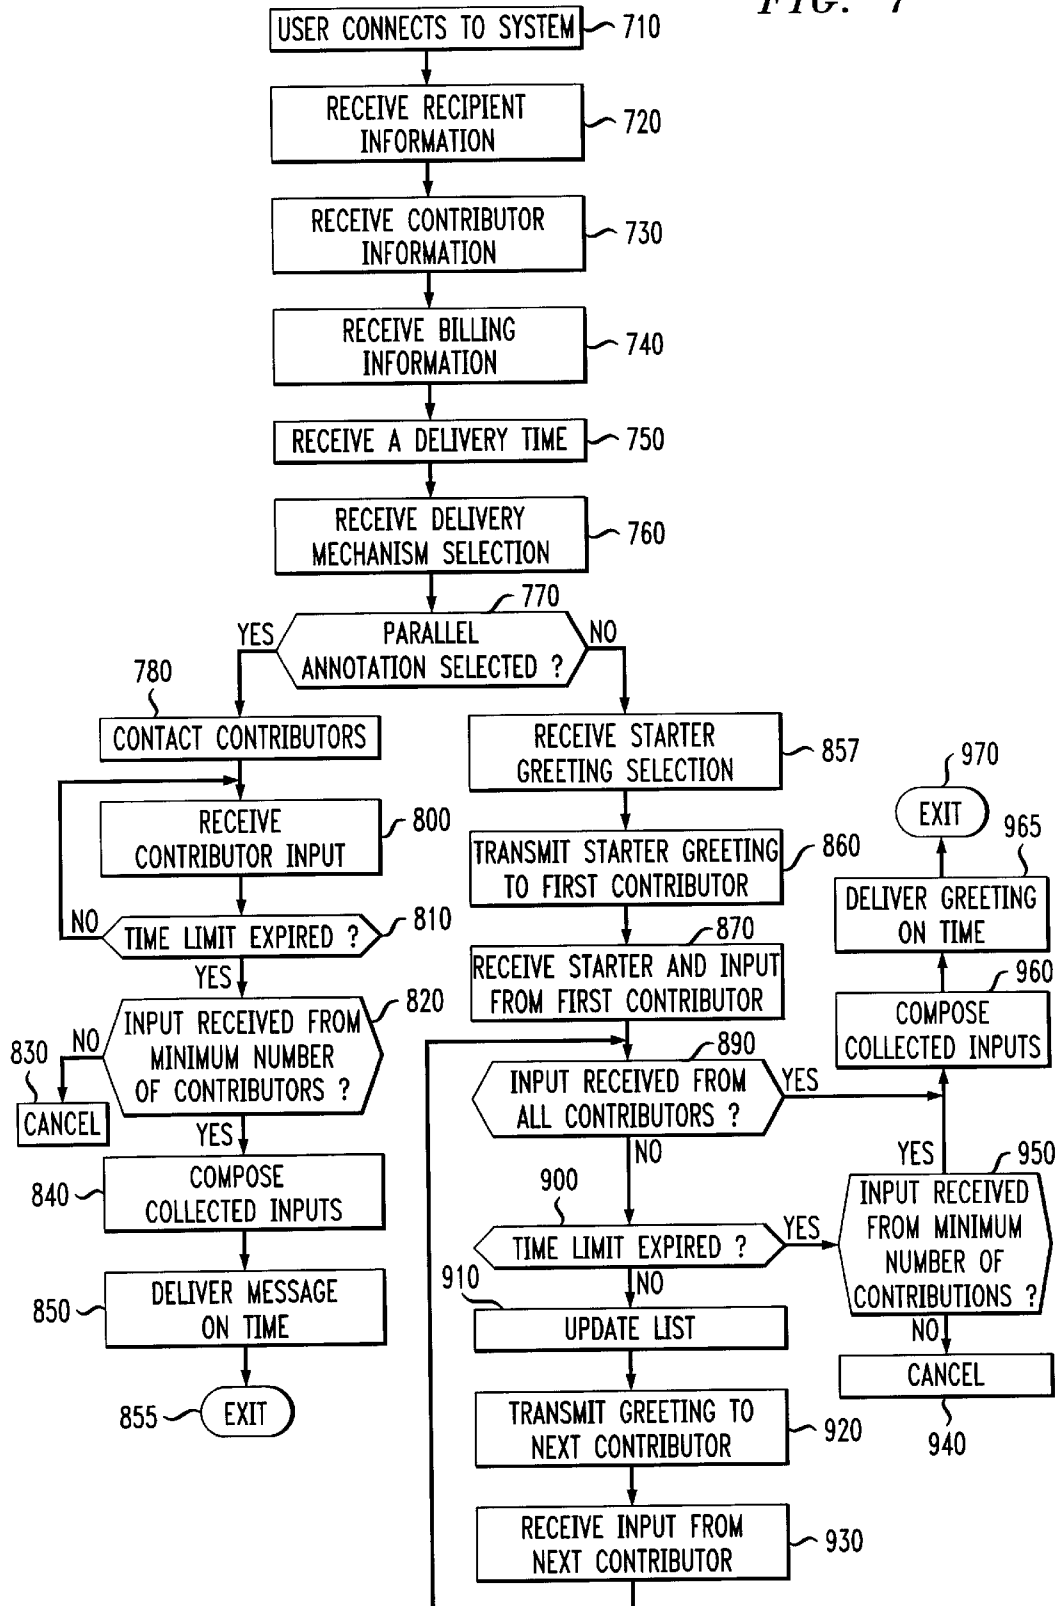 FIG. 7
USER CONNECTS TO SYSTEM
710
RECEIVE RECIPIENT
INFORMATION
720
RECEIVE CONTRIBUTOR
INFORMATION
730
RECEIVE BILLING
INFORMATION
740
RECEIVE A DELIVERY TIME
750
RECEIVE DELIVERY
MECHANISM SELECTION
760
770
PARALLEL
ANNOTATION SELECTED ?
YES
NO
780
CONTACT CONTRIBUTORS
RECEIVE
CONTRIBUTOR INPUT
800
TIME LIMIT EXPIRED ?
810
NO
YES
820
INPUT RECEIVED FROM
MINIMUM NUMBER
OF CONTRIBUTORS ?
NO
830
CANCEL
YES
COMPOSE
COLLECTED INPUTS
840
DELIVER MESSAGE
ON TIME
850
EXIT
855
RECEIVE STARTER
GREETING SELECTION
857
TRANSMIT STARTER GREETING
TO FIRST CONTRIBUTOR
860
870
RECEIVE STARTER AND INPUT
FROM FIRST CONTRIBUTOR
890
INPUT RECEIVED FROM
ALL CONTRIBUTORS ?
YES
NO
900
TIME LIMIT EXPIRED ?
YES
NO
910
UPDATE LIST
TRANSMIT GREETING TO
NEXT CONTRIBUTOR
920
RECEIVE INPUT FROM
NEXT CONTRIBUTOR
930
970
EXIT
965
DELIVER GREETING
ON TIME
960
COMPOSE
COLLECTED INPUTS
YES
950
INPUT RECEIVED
FROM MINIMUM
NUMBER OF
CONTRIBUTIONS ?
NO
CANCEL
940